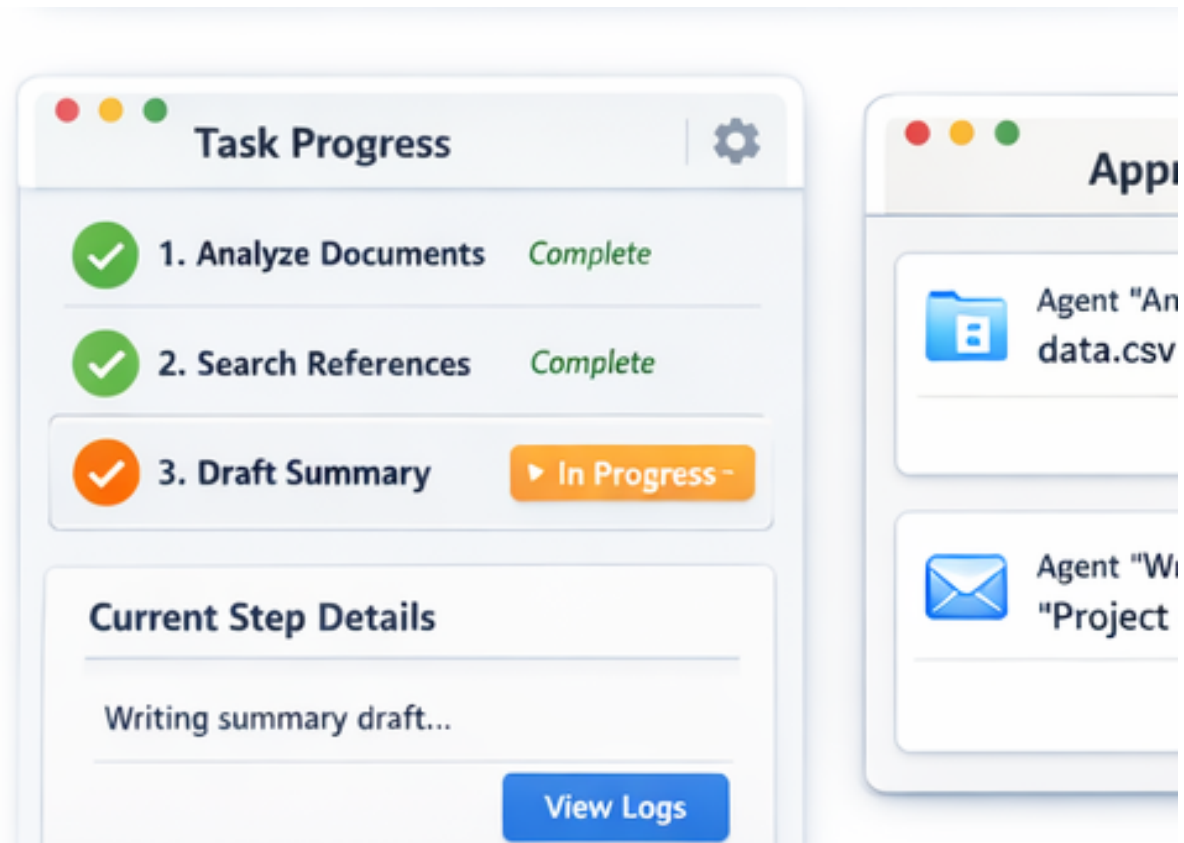 Task Progress
1. Analyze Documents Complete
2. Search References Complete
3. Draft Summary In Progress
Current Step Details
Writing summary draft...
View Logs
Appr
Agent "An
data.csv
Agent "Wr
"Project